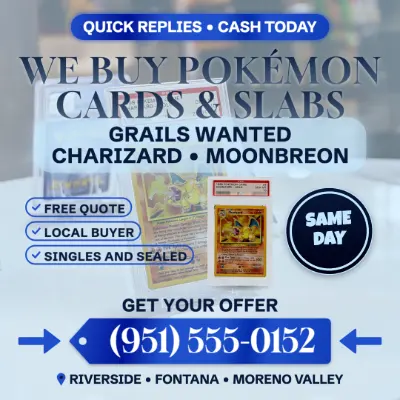 QUICK REPLIES • CASH TODAY
WE BUY POKÉMON
CARDS & SLABS
GRAILS WANTED
CHARIZARD • MOONBREON
FREE QUOTE
LOCAL BUYER
SINGLES AND SEALED
SAME
DAY
GET YOUR OFFER
(951) 555-0152
RIVERSIDE • FONTANA • MORENO VALLEY